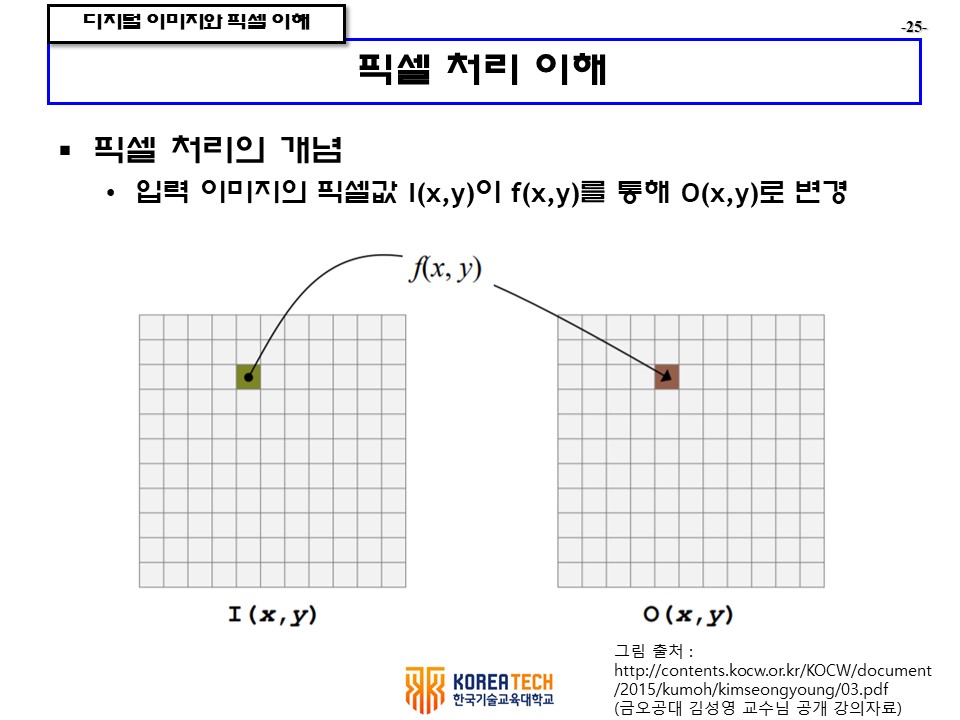 디지털 이미지와 픽셀 이해
-25-
픽셀 처리 이해
▪ 픽셀 처리의 개념
• 입력 이미지의 픽셀값 I(x,y)이 f(x,y)를 통해 O(x,y)로 변경
f(x, y)
I(x,y)
O(x,y)
그림 출처 :
http://contents.kocw.or.kr/KOCW/document
/2015/kumoh/kimseongyoung/03.pdf
(금오공대 김성영 교수님 공개 강의자료)
KOREATECH
한국기술교육대학교